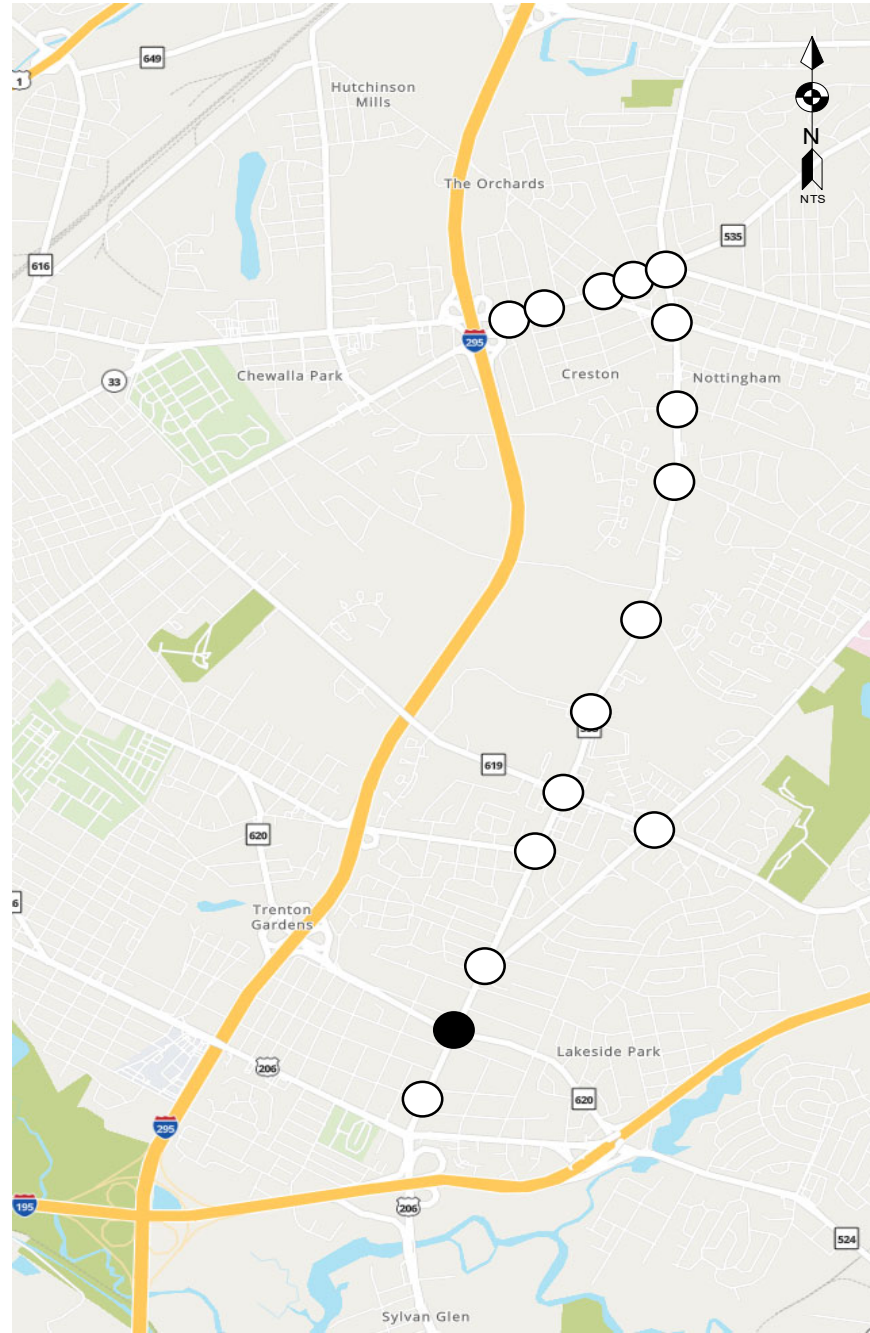 649
1
Hutchinson
Mills
N
NTS
The Orchards
535
616
295
33
Chewalla Park
Creston
Nottingham
619
620
Trenton
Gardens
206
Lakeside Park
620
295
195
206
524
Sylvan Glen